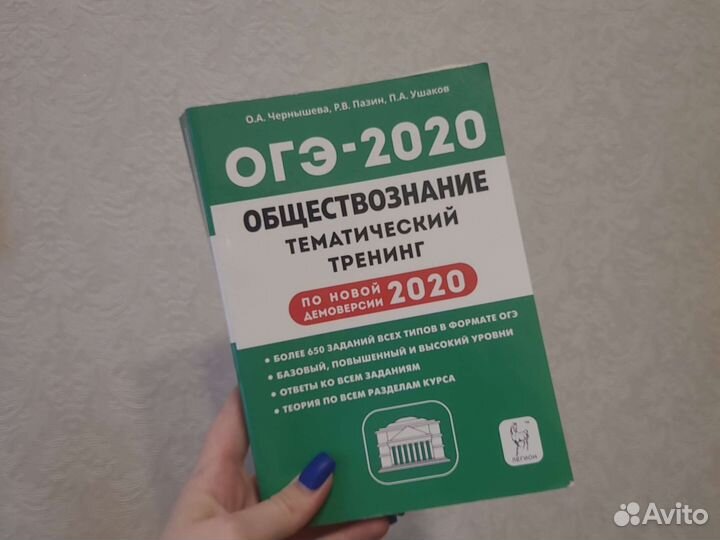 О.А. Чернышева, Р.В. Пазин, П.А. Ушаков
ОГЭ-2020
ОБЩЕСТВОЗНАНИЕ
ТЕМАТИЧЕСКИЙ
ТРЕНИНГ
ПО НОВОЙ
ДЕМОВЕРСИИ 2020
• БОЛЕЕ 650 ЗАДАНИЙ ВСЕХ ТИПОВ В ФОРМАТЕ ОГЭ
• БАЗОВЫЙ, ПОВЫШЕННЫЙ И ВЫСОКИЙ УРОВНИ
• ОТВЕТЫ КО ВСЕМ ЗАДАНИЯМ
• ТЕОРИЯ ПО ВСЕМ РАЗДЕЛАМ КУРСА
ЛЕГИОН
Avito